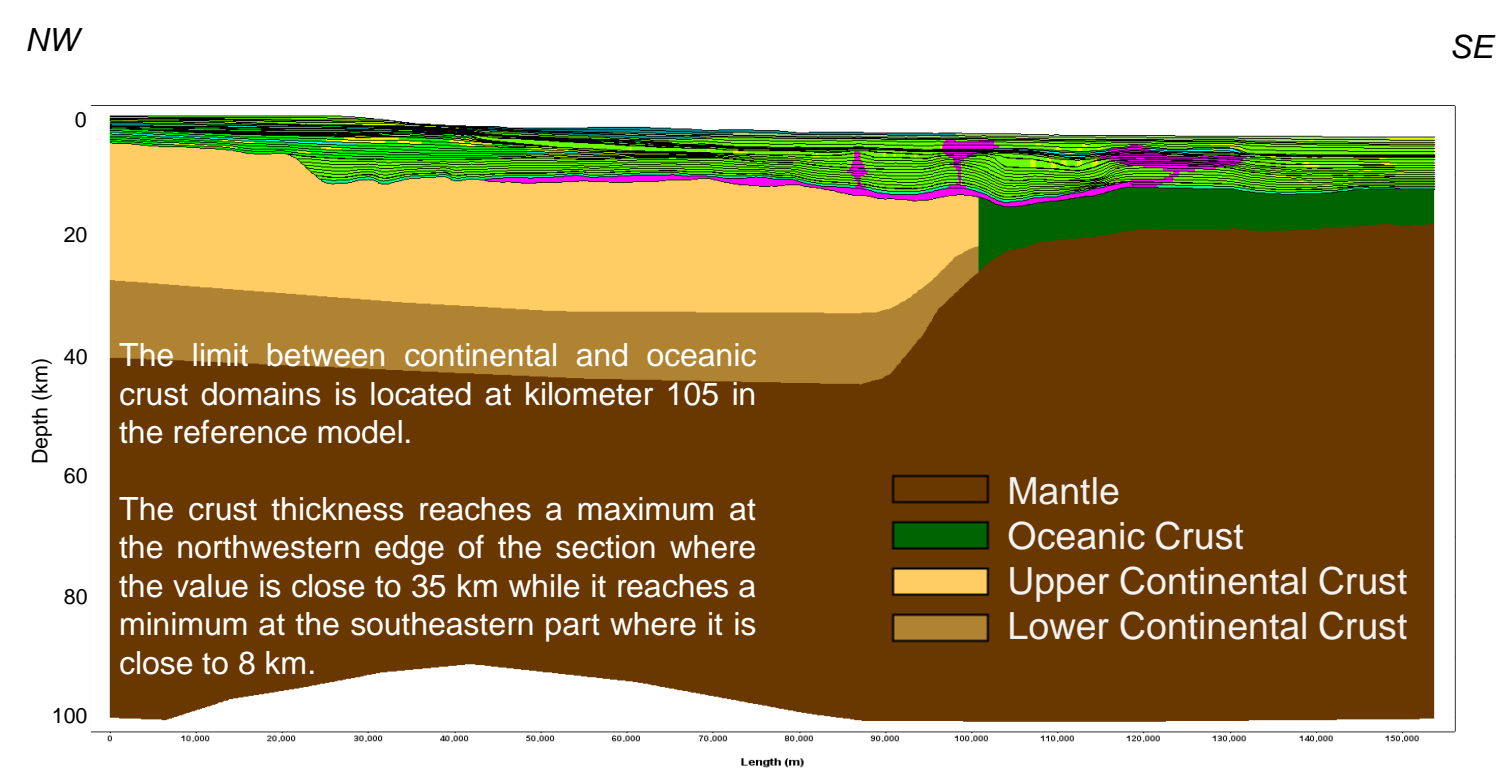 NW
SE
0
20
40
60
80
100
Depth (km)
The limit between continental and oceanic
crust domains is located at kilometer 105 in
the reference model.
The crust thickness reaches a maximum at
the northwestern edge of the section where
the value is close to 35 km while it reaches a
minimum at the southeastern part where it is
close to 8 km.
Mantle
Oceanic Crust
Upper Continental Crust
Lower Continental Crust
0 10,000 20,000 30,000 40,000 50,000 60,000 70,000 80,000 90,000 100,000 110,000 120,000 130,000 140,000 150,000
Length (m)